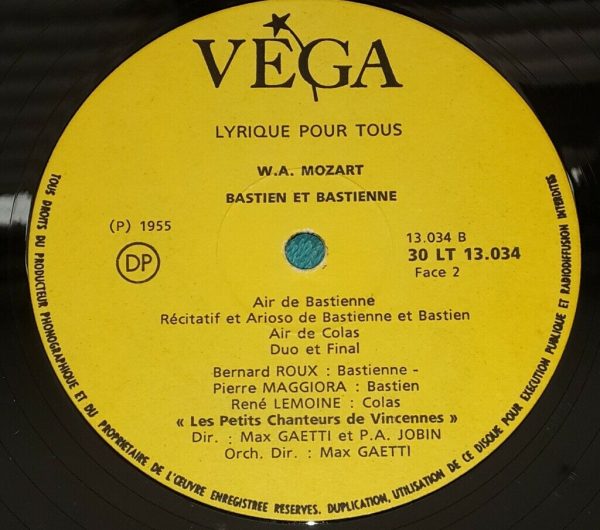 VÉGA
LYRIQUE POUR TOUS
W.A. MOZART
BASTIEN ET BASTIENNE
(P) 1955
DP
13.034 B
30 LT 13.034
Face 2
Air de Bastienne
Récitatif et Arioso de Bastienne et Bastien
Air de Colas
Duo et Final
Bernard ROUX : Bastienne -
Pierre MAGGIORA : Bastien
René LEMOINE : Colas
« Les Petits Chanteurs de Vincennes »
Dir. : Max GAETTI et P.A. JOBIN
Orch. Dir. : Max GAETTI
TOUS DROITS DU PRODUCTEUR PHONOGRAPHIQUE ET DU PROPRIETAIRE DE L'ŒUVRE ENREGISTREE RESERVES. DUPLICATION, UTILISATION DE CE DISQUE POUR EXECUTION PUBLIQUE ET RADIODIFFUSION INTERDITES